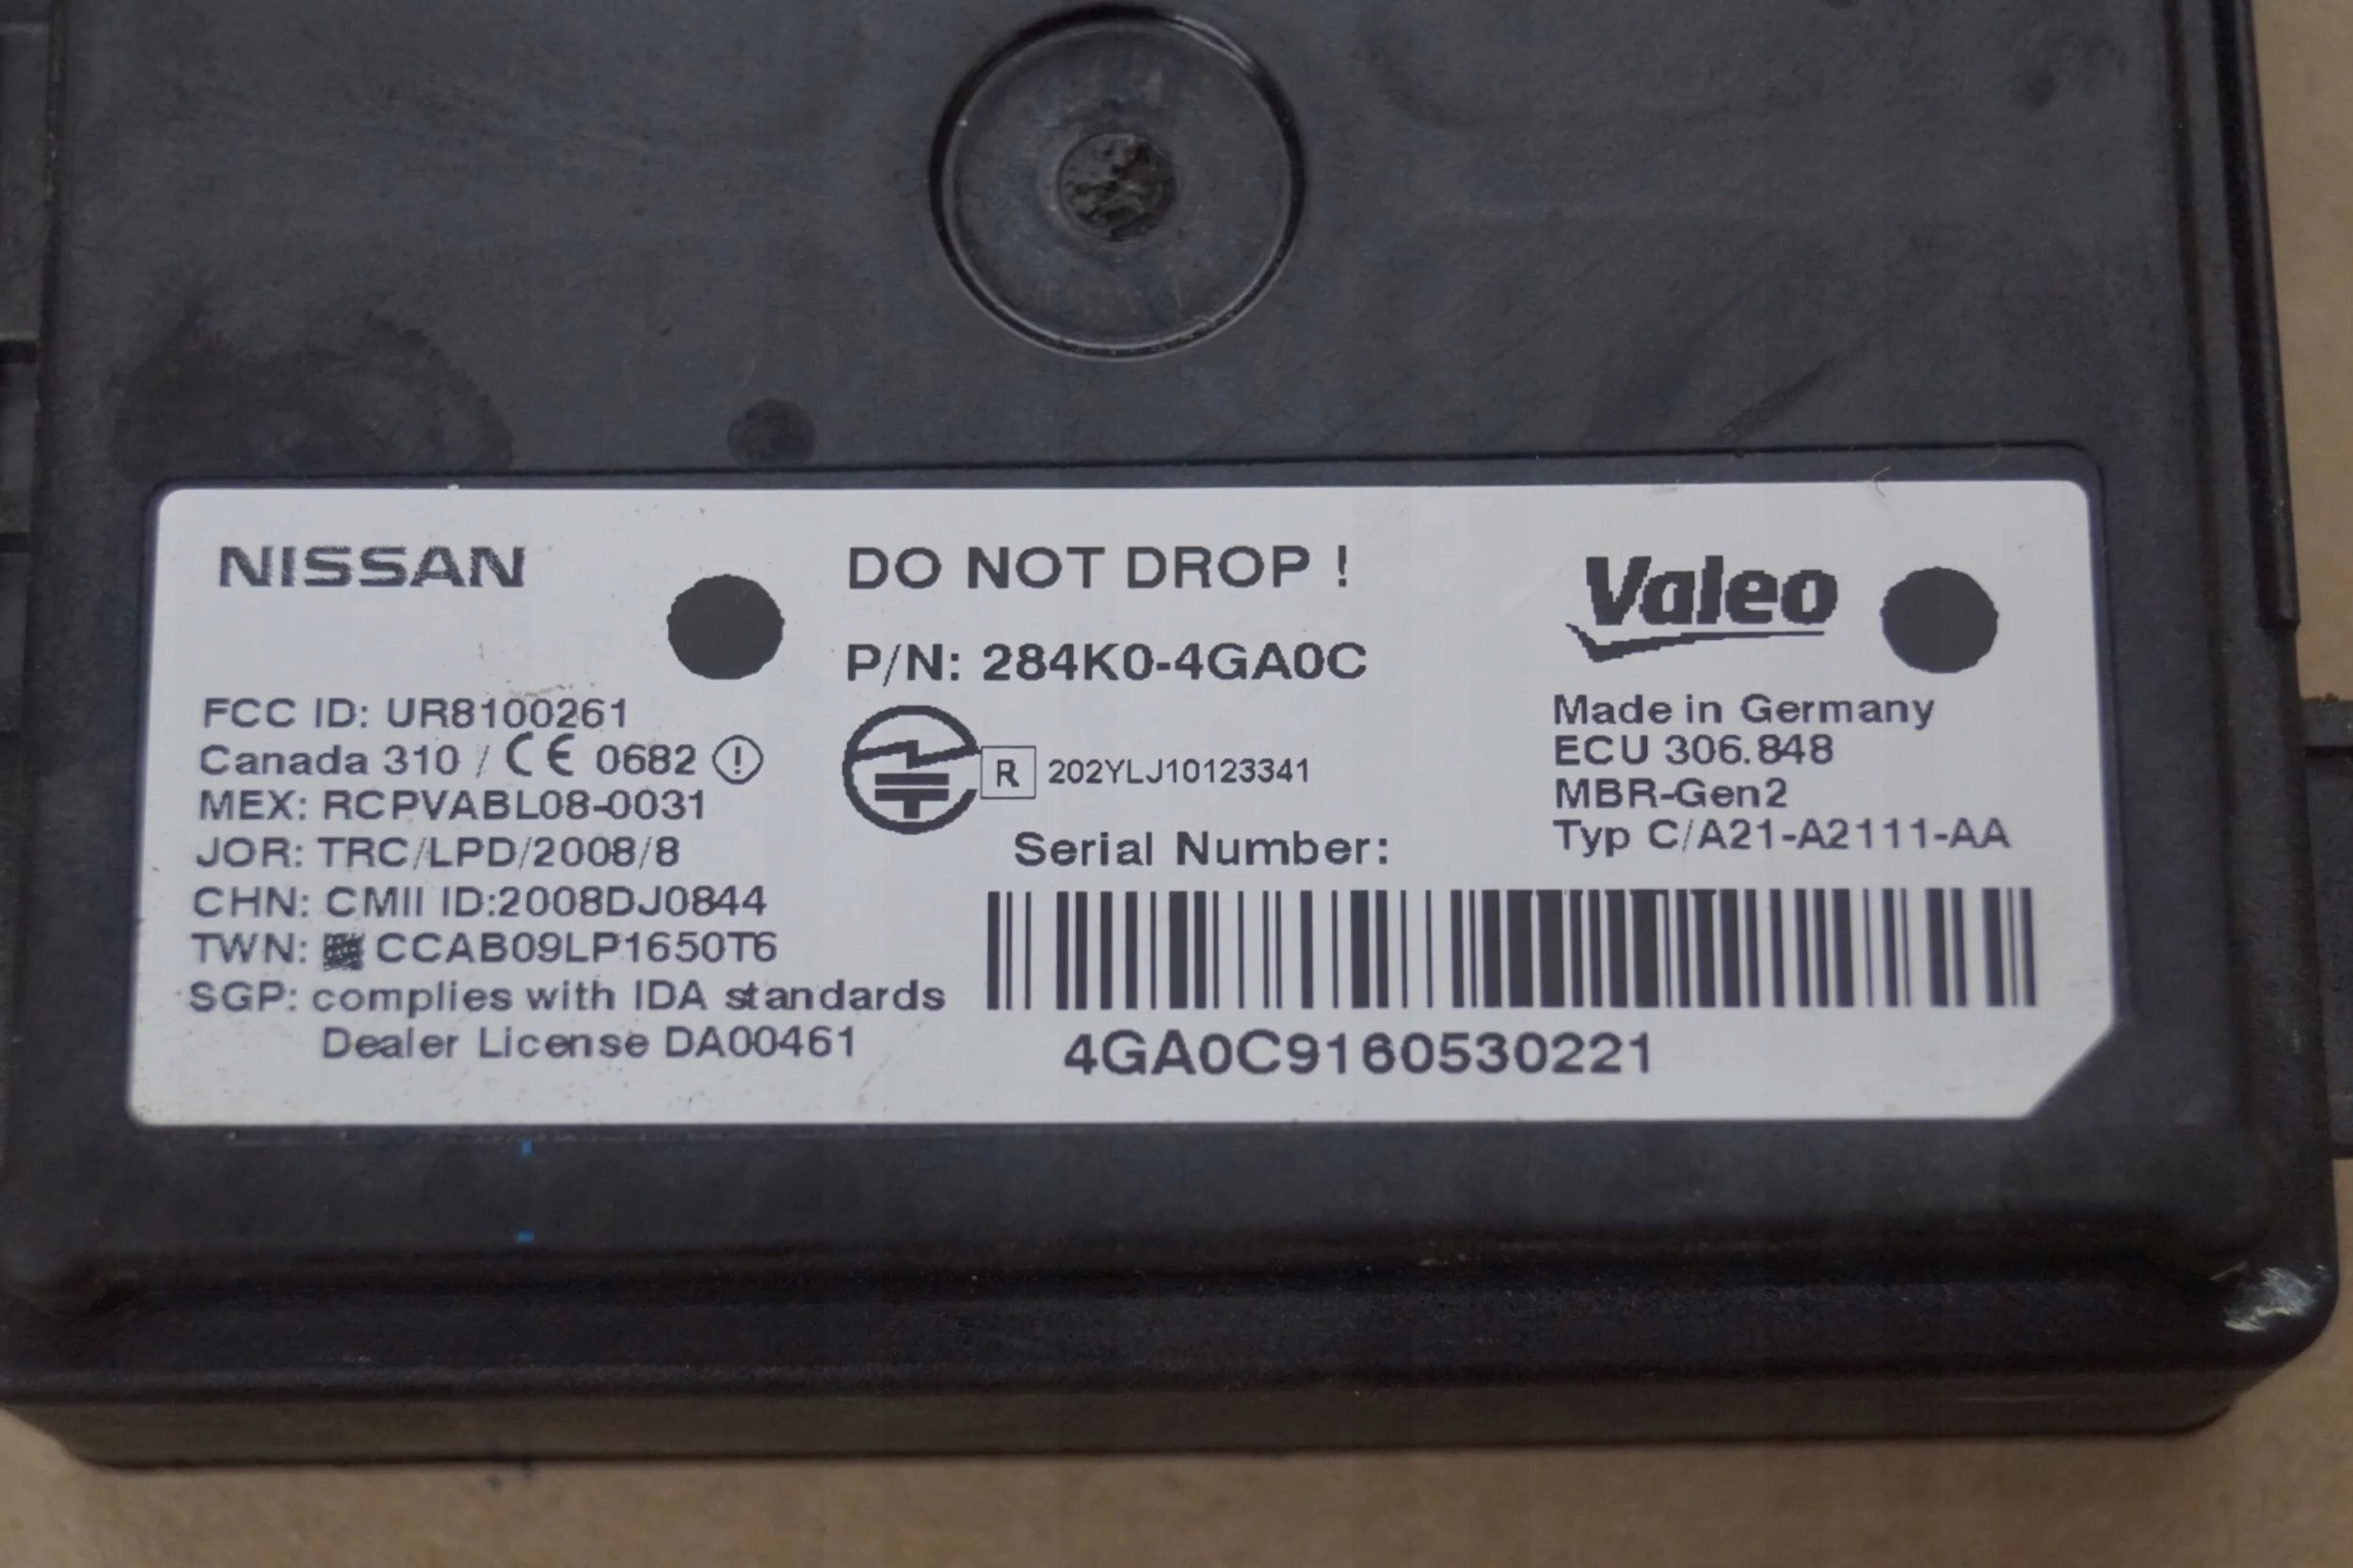 NISSAN
DO NOT DROP !
P/N: 284K0-4GA0C
Valeo
FCC ID: UR8100261
Canada 310 / CE 0682
MEX: RCPVABL08-0031
JOR: TRC/LPD/2008/8
CHN: CMII ID:2008DJ0844
TWN: CCAB09LP1650T6
SGP: complies with IDA standards
Dealer License DA00461
R 202YLJ10123341
Serial Number:
4GA0C9160530221
Made in Germany
ECU 306.848
MBR-Gen2
Typ C/A21-A2111-AA